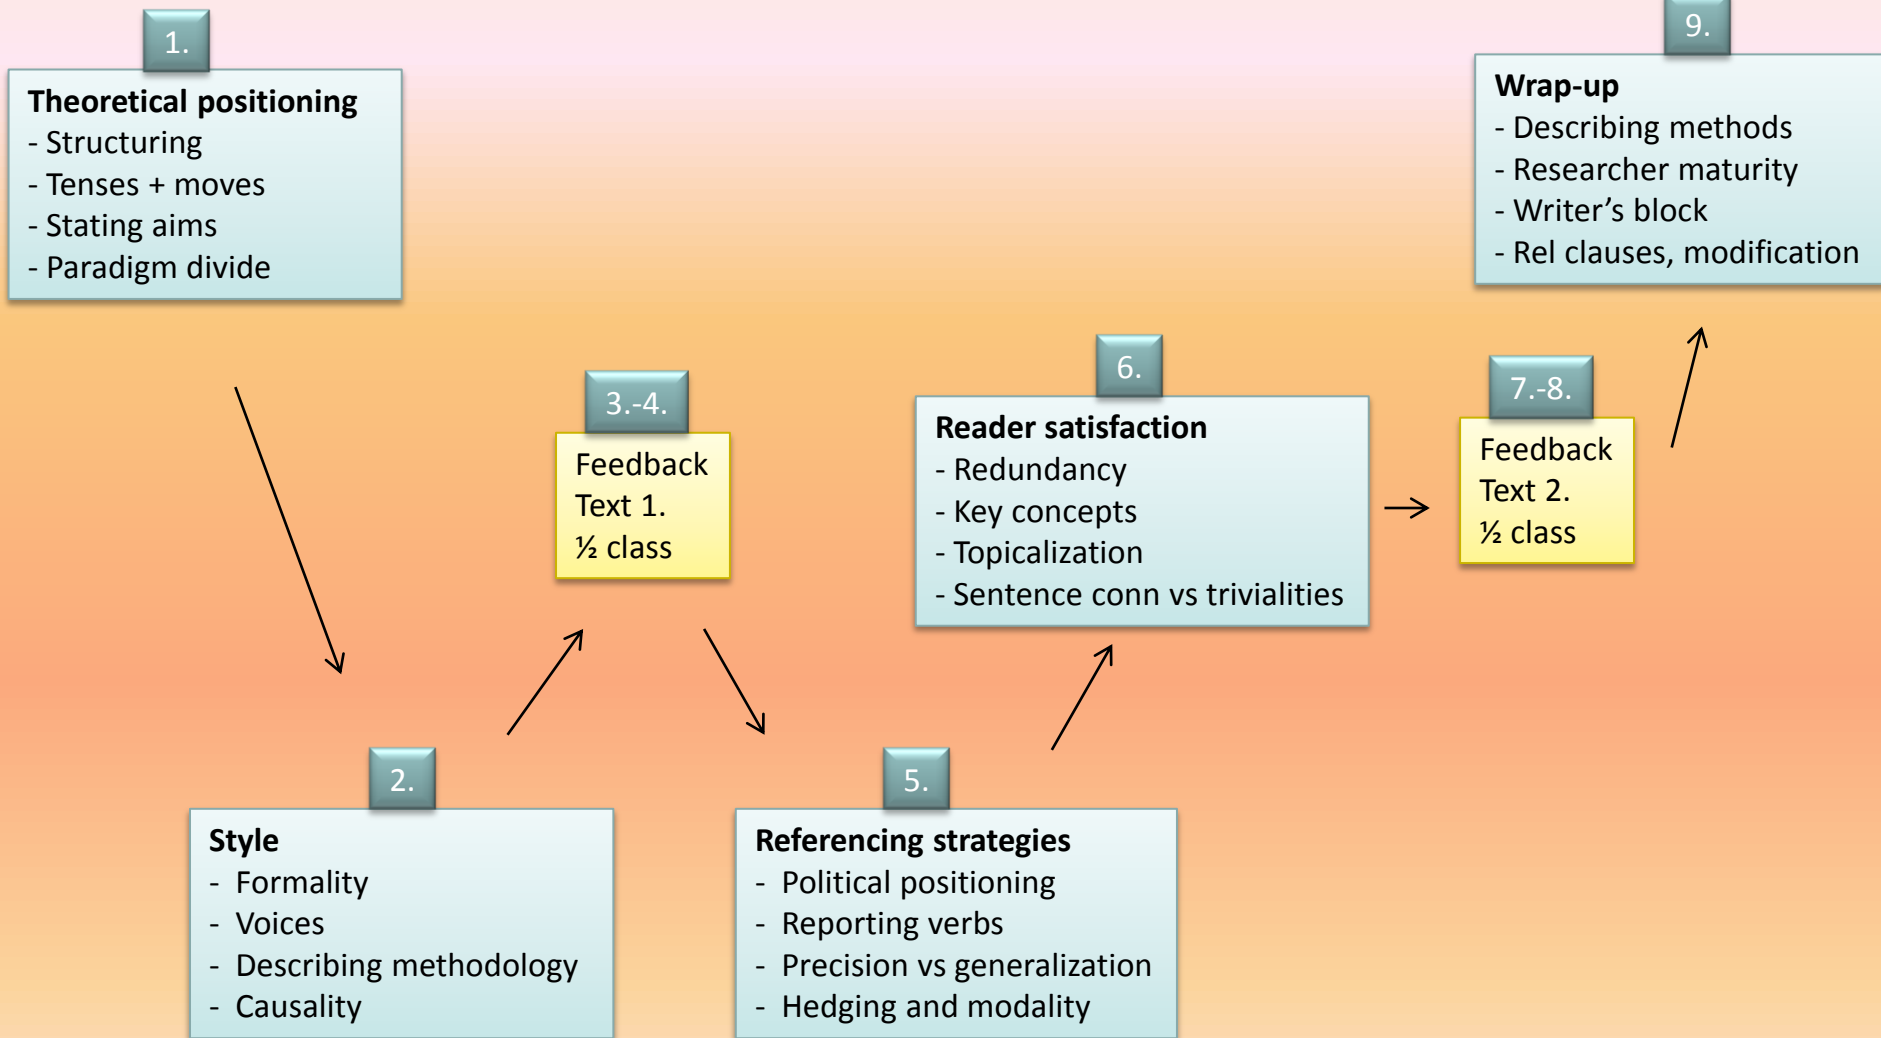 1.
Theoretical positioning
- Structuring
- Tenses + moves
- Stating aims
- Paradigm divide
2.
Style
- Formality
- Voices
- Describing methodology
- Causality
3.-4.
Feedback
Text 1.
½ class
5.
Referencing strategies
- Political positioning
- Reporting verbs
- Precision vs generalization
- Hedging and modality
6.
Reader satisfaction
- Redundancy
- Key concepts
- Topicalization
- Sentence conn vs trivialities
7.-8.
Feedback
Text 2.
½ class
9.
Wrap-up
- Describing methods
- Researcher maturity
- Writer’s block
- Rel clauses, modification